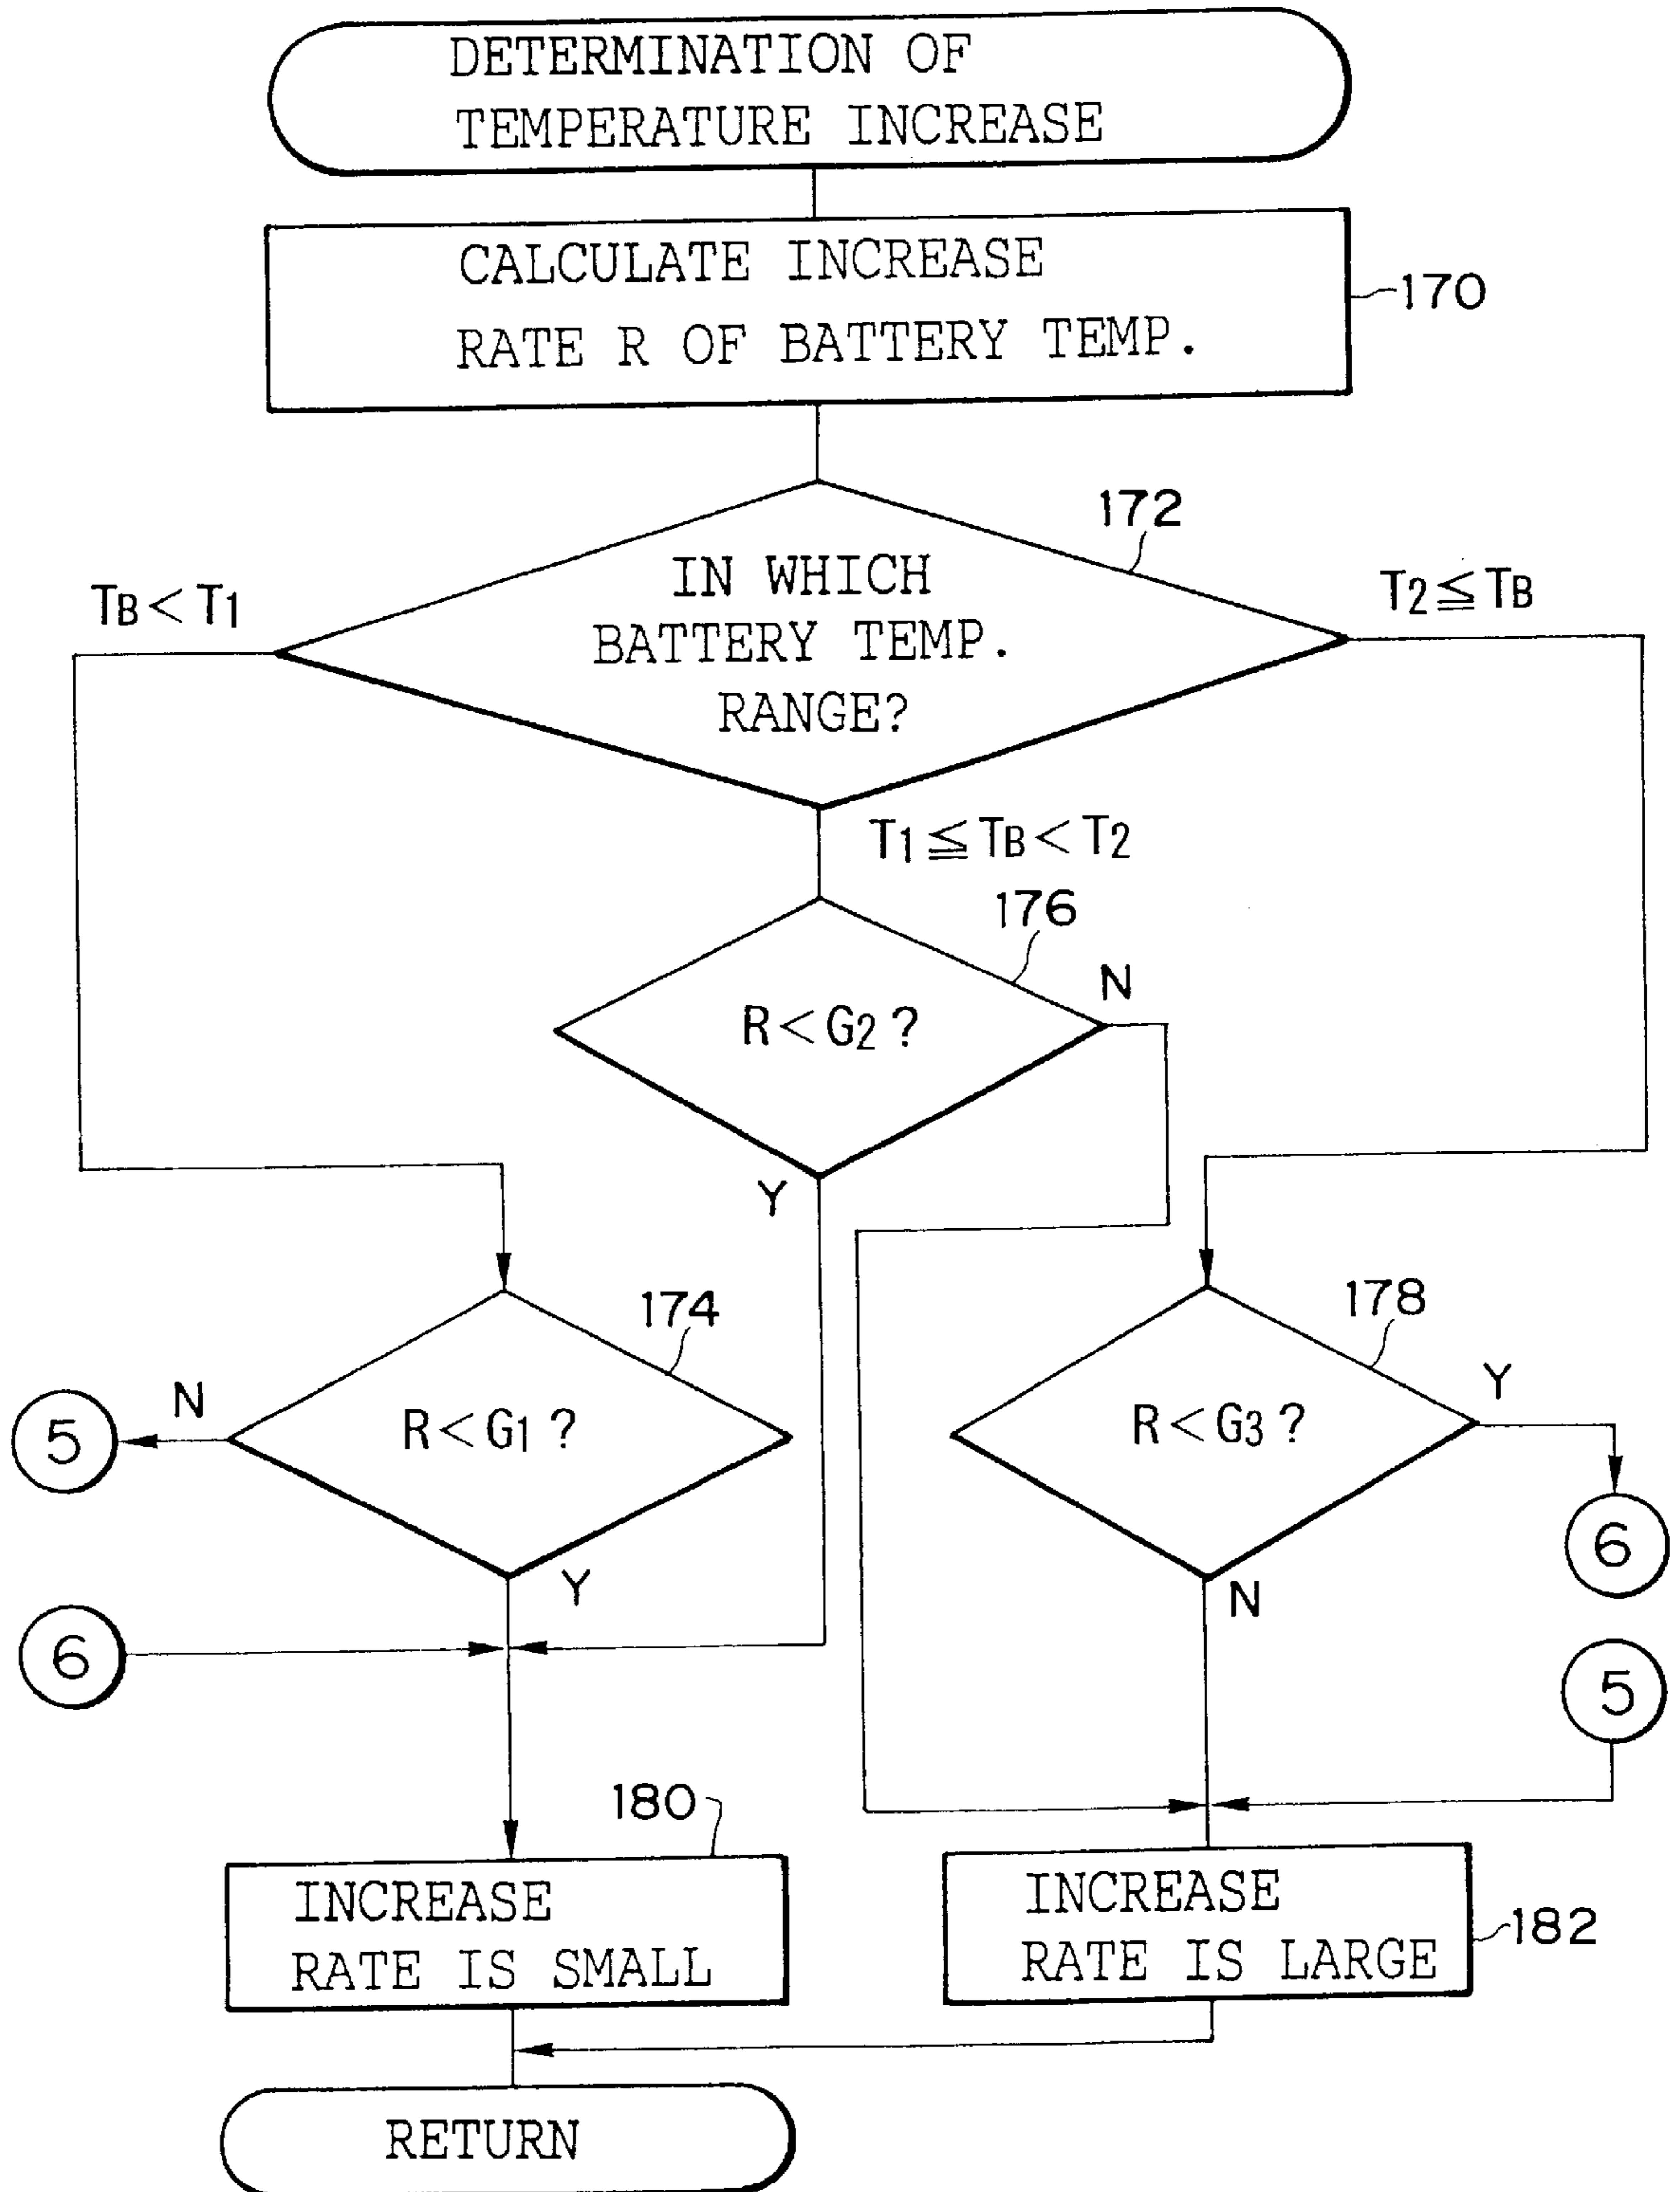 DETERMINATION OF
TEMPERATURE INCREASE
CALCULATE INCREASE
RATE R OF BATTERY TEMP.
170
172
IN WHICH
BATTERY TEMP.
RANGE?
TB < T1
T2 ≦ TB
T1 ≦ TB < T2
176
R < G2 ?
N
Y
174
R < G1 ?
N
5
Y
6
178
R < G3 ?
Y
6
N
5
180
INCREASE
RATE IS SMALL
INCREASE
RATE IS LARGE
182
RETURN